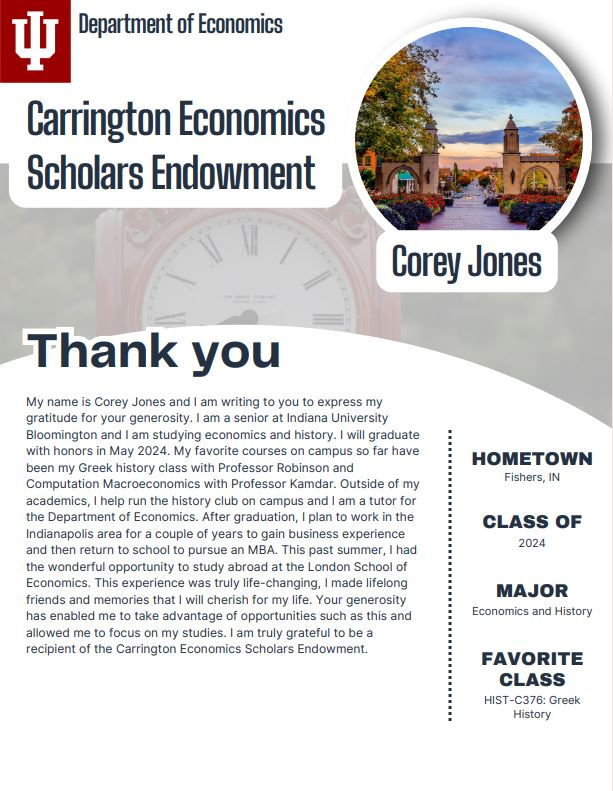 Department of Economics
Carrington Economics
Scholars Endowment
Corey Jones
Thank you
My name is Corey Jones and I am writing to you to express my
gratitude for your generosity. I am a senior at Indiana University
Bloomington and I am studying economics and history. I will graduate
with honors in May 2024. My favorite courses on campus so far have
been my Greek history class with Professor Robinson and
Computation Macroeconomics with Professor Kamdar. Outside of my
academics, I help run the history club on campus and I am a tutor for
the Department of Economics. After graduation, I plan to work in the
Indianapolis area for a couple of years to gain business experience
and then return to school to pursue an MBA. This past summer, I had
the wonderful opportunity to study abroad at the London School of
Economics. This experience was truly life-changing, I made lifelong
friends and memories that I will cherish for my life. Your generosity
has enabled me to take advantage of opportunities such as this and
allowed me to focus on my studies. I am truly grateful to be a
recipient of the Carrington Economics Scholars Endowment.
HOMETOWN
Fishers, IN
CLASS OF
2024
MAJOR
Economics and History
FAVORITE
CLASS
HIST-C376: Greek
History